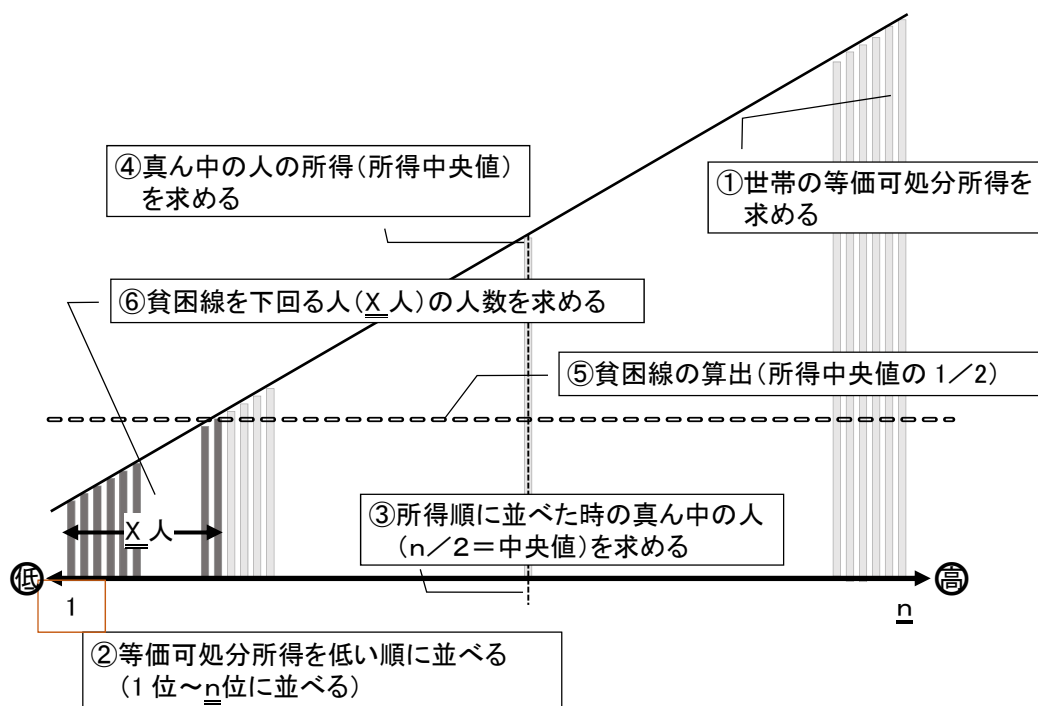 ④真ん中の人の所得(所得中央値)
を求める
①世帯の等価可処分所得を
求める
⑥貧困線を下回る人(X 人)の人数を求める
⑤貧困線の算出(所得中央値の 1/2)
X 人
③所得順に並べた時の真ん中の人
(n/2=中央値)を求める
低
高
1
n
②等価可処分所得を低い順に並べる
(1 位~n位に並べる)